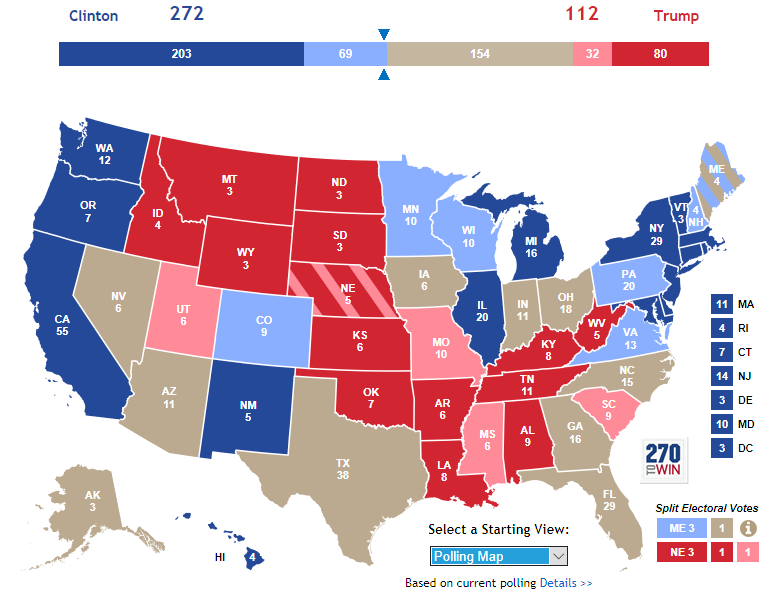 Clinton 272 112 Trump
203 69 154 32 80
WA
12
OR
7
CA
55
NV
6
ID
4
MT
3
WY
3
UT
6
AZ
11
CO
9
NM
5
ND
3
SD
3
NE
5
KS
6
OK
7
TX
38
MN
10
IA
6
MO
10
AR
6
LA
8
WI
10
IL
20
MI
16
IN
11
OH
18
KY
8
TN
11
MS
6
AL
9
GA
16
FL
29
SC
9
NC
15
VA
13
WV
5
PA
20
NY
29
VT
3
4
NH
ME
4
11 MA
4 RI
7 CT
14 NJ
3 DE
10 MD
3 DC
AK
3
HI 4
270
TO WIN
Split Electoral Votes
ME 3 1 i
NE 3 1 1
Select a Starting View:
Polling Map
Based on current polling Details >>